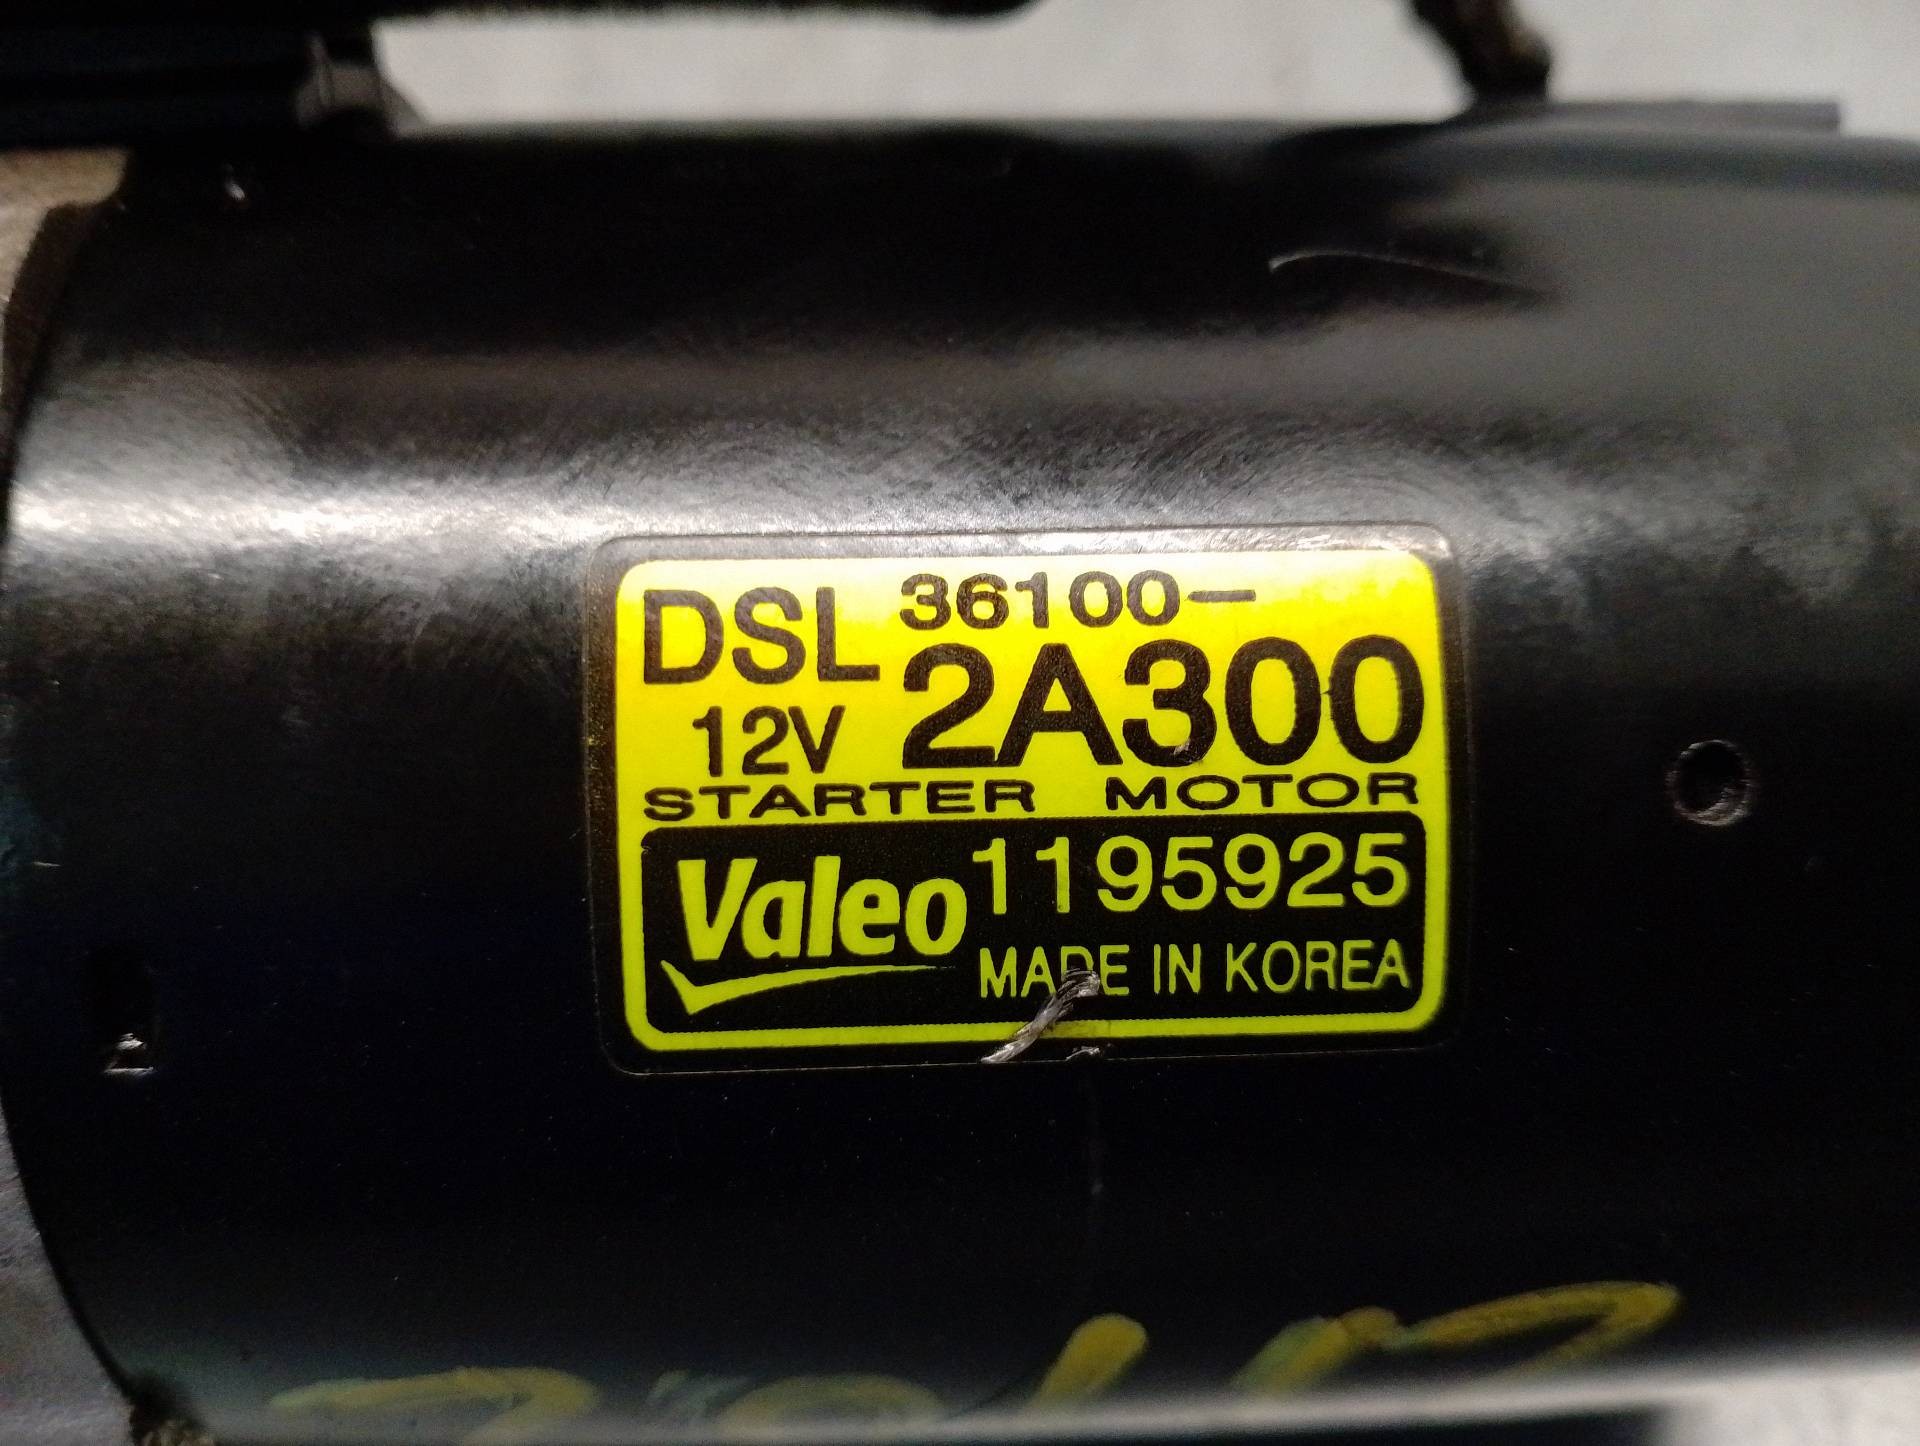 DSL 36100-
12V 2A300
STARTER MOTOR
Valeo 1195925
MADE IN KOREA